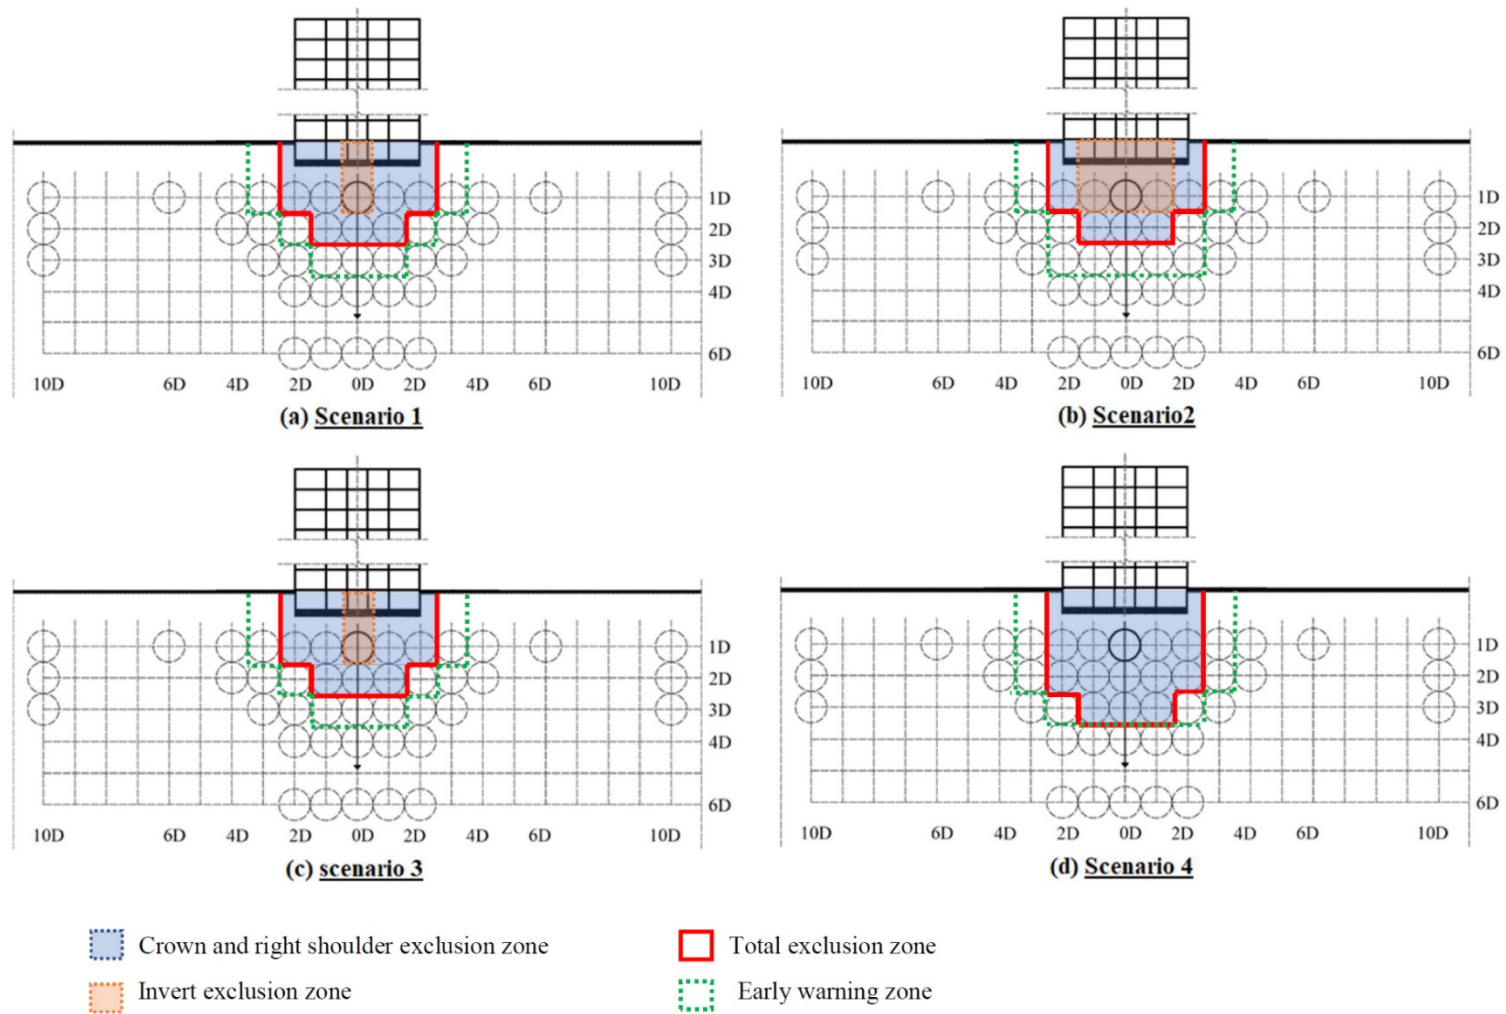 1D
2D
3D
4D
6D
10D 6D 4D 2D 0D 2D 4D 6D 10D
(a) Scenario 1
1D
2D
3D
4D
6D
10D 6D 4D 2D 0D 2D 4D 6D 10D
(b) Scenario2
1D
2D
3D
4D
6D
10D 6D 4D 2D 0D 2D 4D 6D 10D
(c) scenario 3
1D
2D
3D
4D
6D
10D 6D 4D 2D 0D 2D 4D 6D 10D
(d) Scenario 4
Crown and right shoulder exclusion zone
Total exclusion zone
Invert exclusion zone
Early warning zone